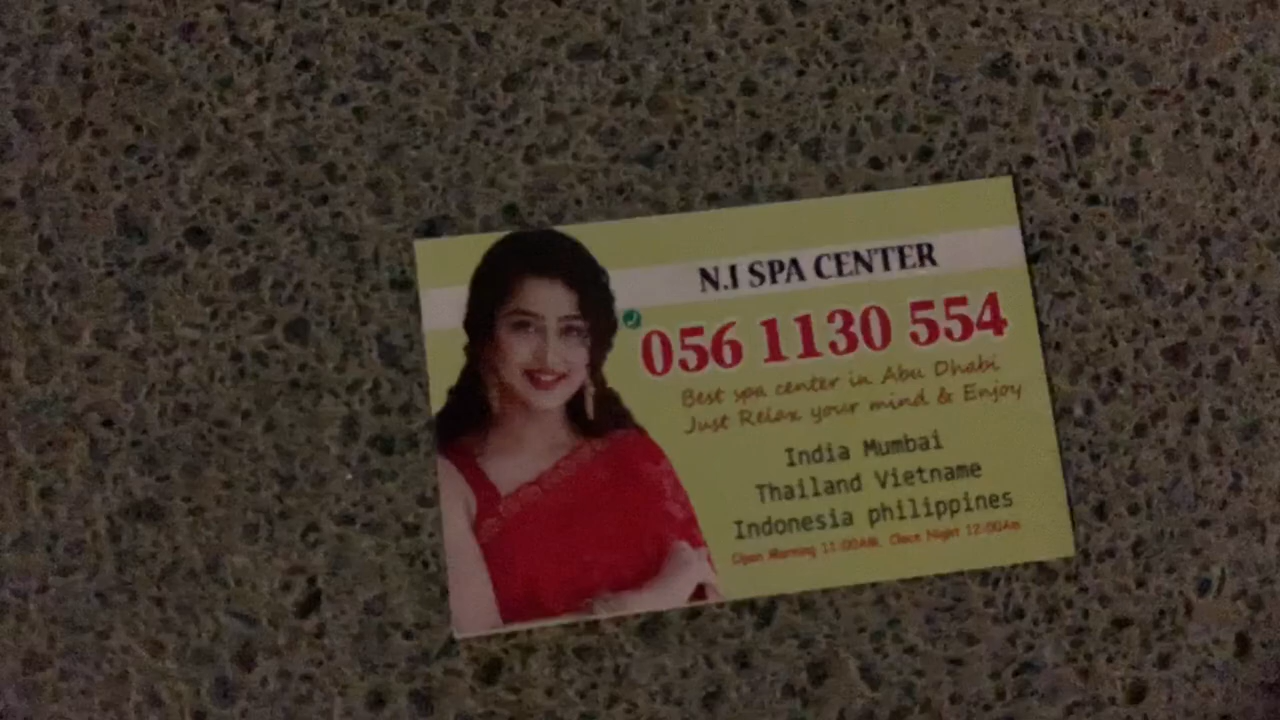 N.I SPA CENTER
056 1130 554
Best spa center in Abu Dhabi
Just Relax your mind & Enjoy
India Mumbai
Thailand Vietname
Indonesia philippines
Open Morning 11:00AM, Close Night 12:00Am